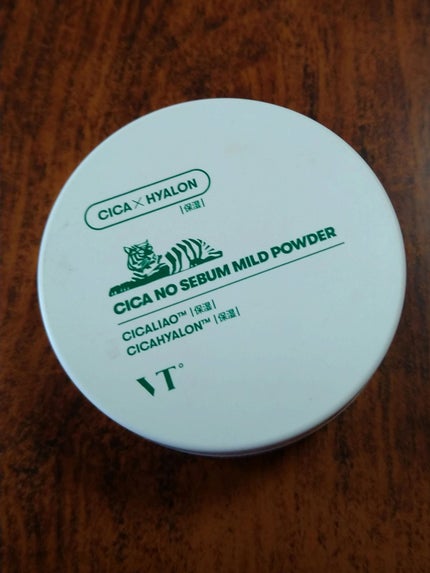 CICA×HYALON
[保湿]
CICA NO SEBUM MILD POWDER
CICALIAO™ [保湿]
CICAHYALON™ [保湿]
VT°